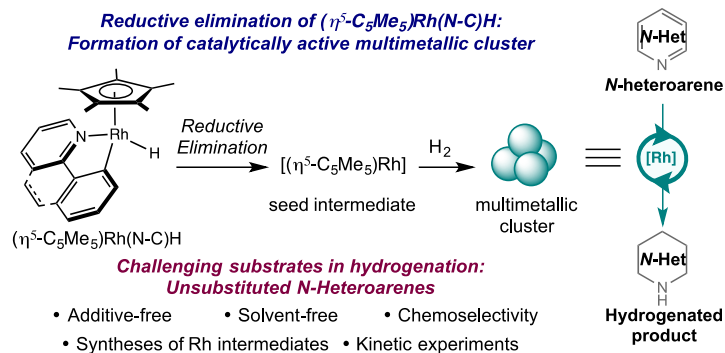 Reductive elimination of (η⁵-C₅Me₅)Rh(N-C)H:
Formation of catalytically active multimetallic cluster
N
Rh
H
(η⁵-C₅Me₅)Rh(N-C)H
Reductive
Elimination
[(η⁵-C₅Me₅)Rh]
seed intermediate
H₂
multimetallic
cluster
N-Het
N
N-heteroarene
[Rh]
N-Het
N
H
Hydrogenated
product
Challenging substrates in hydrogenation:
Unsubstituted N-Heteroarenes
• Additive-free • Solvent-free • Chemoselectivity
• Syntheses of Rh intermediates • Kinetic experiments